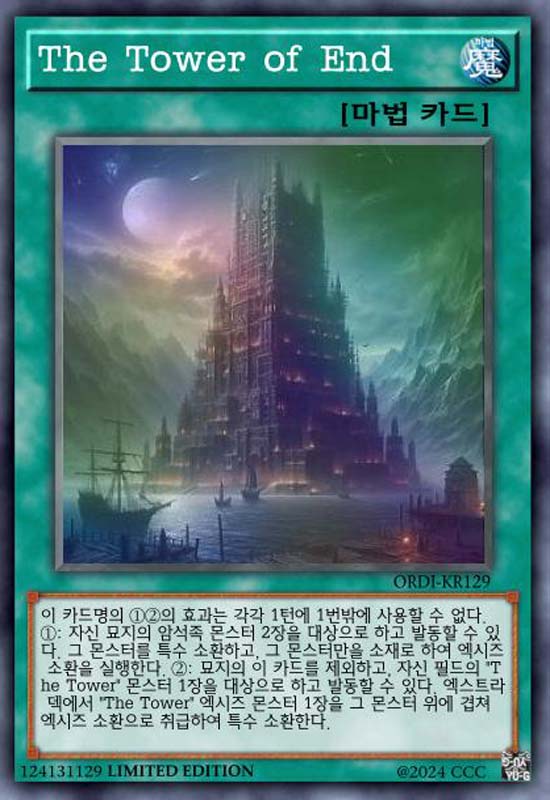 The Tower of End
마법
魔
[마법 카드]
ORDI-KR129
이 카드명의 ①②의 효과는 각각 1턴에 1번밖에 사용할 수 없다.
①: 자신 묘지의 암석족 몬스터 2장을 대상으로 하고 발동할 수 있
다. 그 몬스터를 특수 소환하고, 그 몬스터만을 소재로 하여 엑시즈
소환을 실행한다. ②: 묘지의 이 카드를 제외하고, 자신 필드의 "T
he Tower" 몬스터 1장을 대상으로 하고 발동할 수 있다. 엑스트라
덱에서 "The Tower" 엑시즈 몬스터 1장을 그 몬스터 위에 겹쳐
엑시즈 소환으로 취급하여 특수 소환한다.
124131129 LIMITED EDITION
@2024 CCC